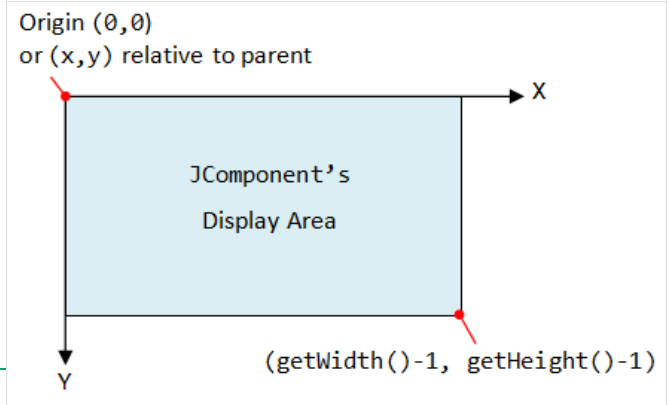 Origin (0,0)
or (x,y) relative to parent
X
JComponent’s
Display Area
(getWidth()-1, getHeight()-1)
Y